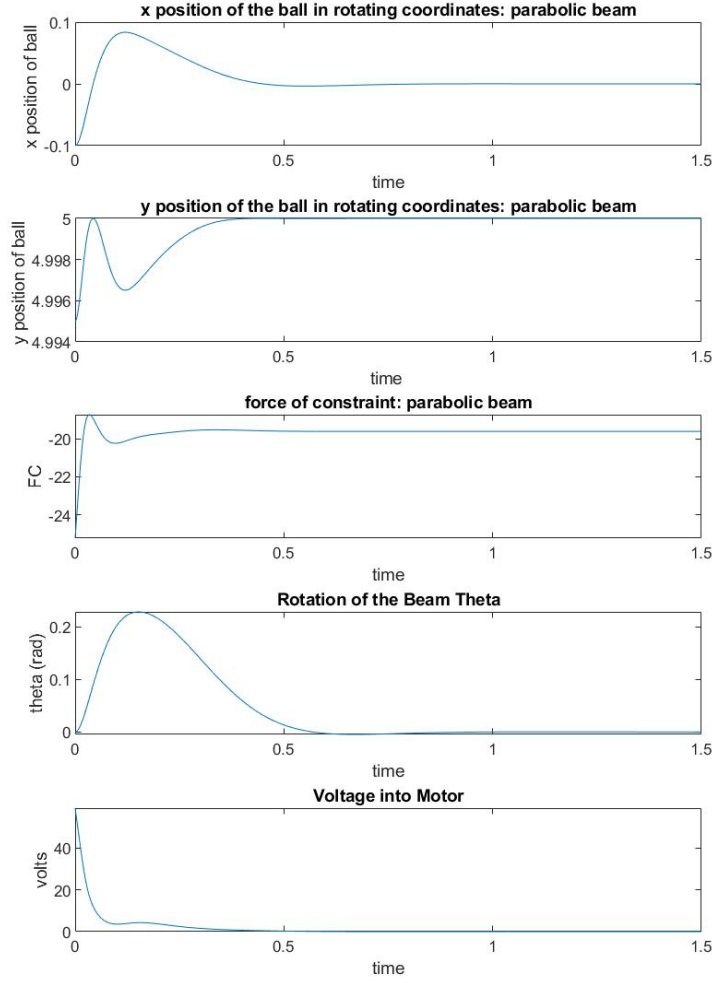 x position of the ball in rotating coordinates: parabolic beam
0.1
0
-0.1
x position of ball
0 0.5 1 1.5
time
y position of the ball in rotating coordinates: parabolic beam
5
4.998
4.996
4.994
y position of ball
0 0.5 1 1.5
time
force of constraint: parabolic beam
-20
-22
-24
FC
0 0.5 1 1.5
time
Rotation of the Beam Theta
0.2
0.1
0
theta (rad)
0 0.5 1 1.5
time
Voltage into Motor
40
20
0
volts
0 0.5 1 1.5
time